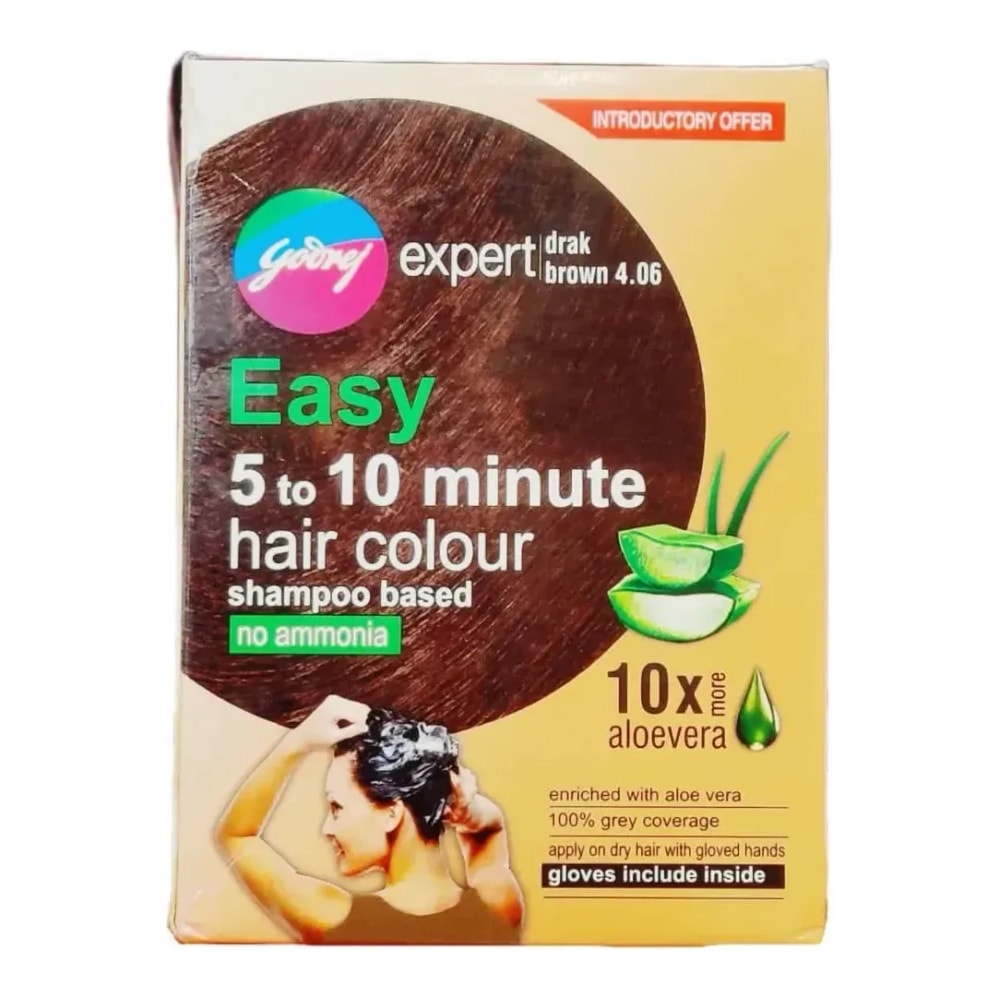 INTRODUCTORY OFFER
Godrej expert drak
brown 4.06
Easy
5 to 10 minute
hair colour
shampoo based
no ammonia
10x more
aloevera
enriched with aloe vera
100% grey coverage
apply on dry hair with gloved hands
gloves include inside